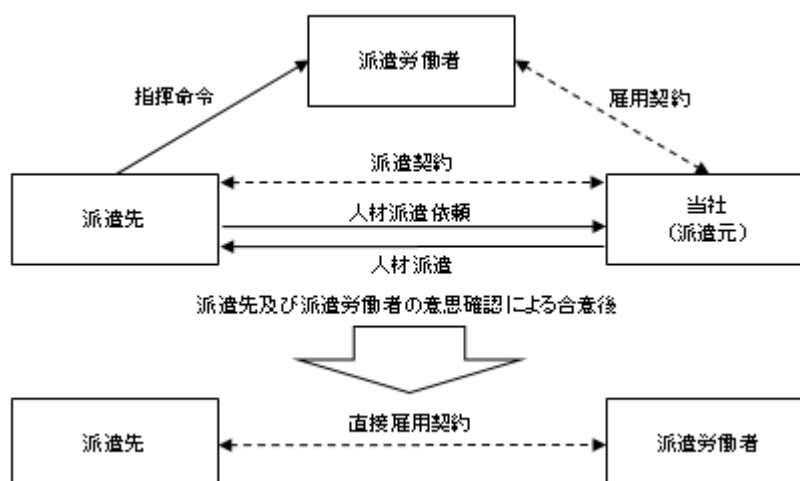 派遣労働者
指揮命令
雇用契約
派遣契約
派遣先
人材派遣依頼
当社
（派遣元）
人材派遣
派遣先及び派遣労働者の意思確認による合意後
派遣先
直接雇用契約
派遣労働者